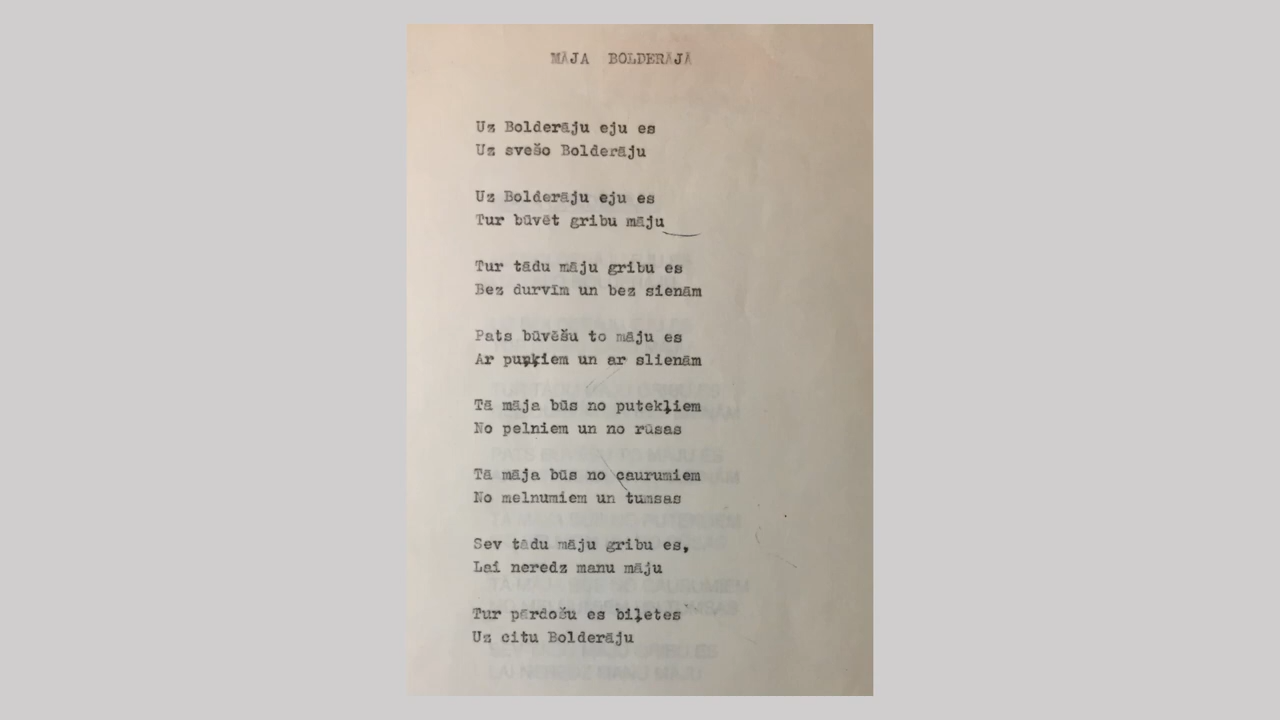 MĀJA BOLDERĀJĀ
Uz Bolderāju eju es
Uz svešo Bolderāju
Uz Bolderāju eju es
Tur būvēt gribu māju
Tur tādu māju gribu es
Bez durvīm un bez sienām
Pats būvēšu to māju es
Ar puņķiem un ar slienām
Tā māja būs no putekļiem
No pelniem un no rūsas
Tā māja būs no caurumiem
No melnumiem un tumsas
Sev tādu māju gribu es,
Lai neredz manu māju
Tur pārdošu es biļetes
Uz citu Bolderāju